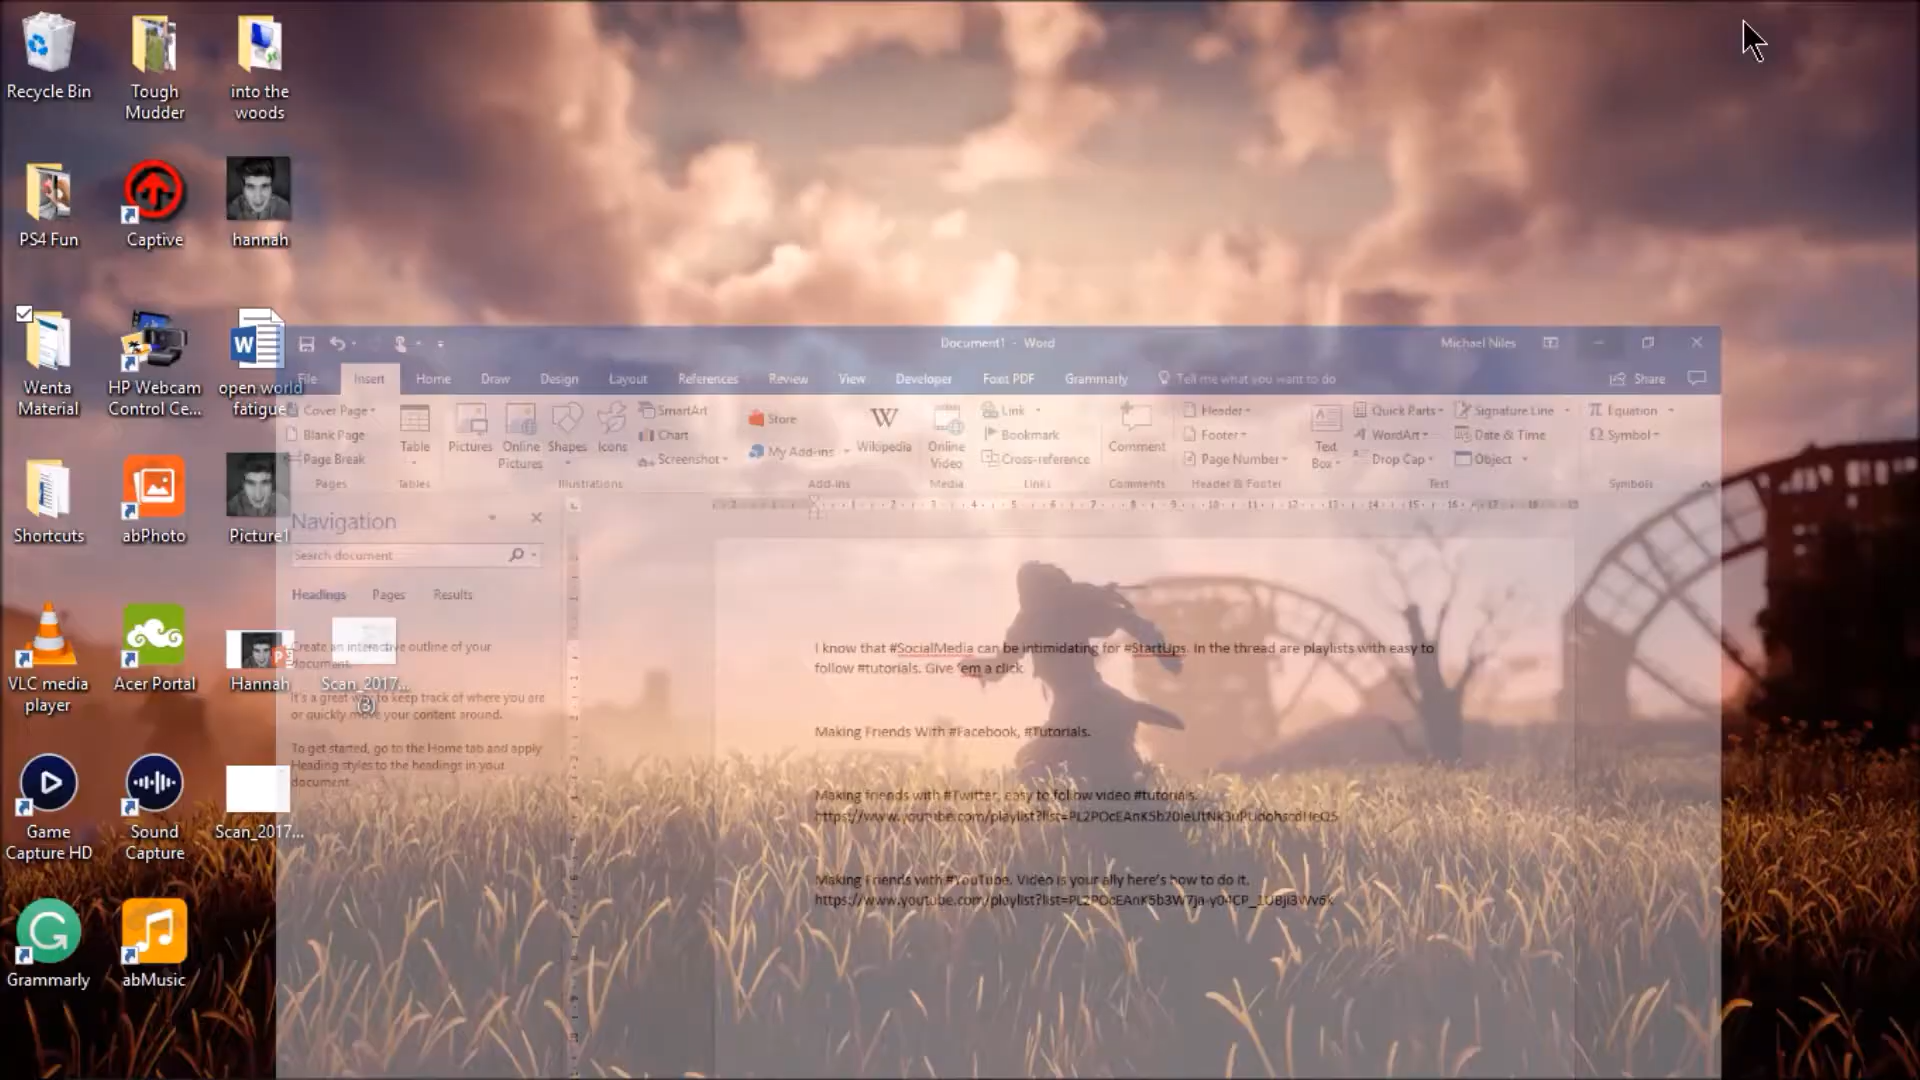 Recycle Bin
Tough
Mudder
into the
woods
PS4 Fun
Captive
hannah
Wenta
Material
HP Webcam
Control Ce...
open world
fatigue
Shortcuts
abPhoto
Picture1
VLC media
player
Acer Portal
Hannah
Scan_2017...
(3)
Game
Capture HD
Sound
Capture
Scan_2017...
Grammarly
abMusic
Document1 - Word
Michael Niles
File Insert Home Draw Design Layout References Review View Developer Foxit PDF Grammarly Tell me what you want to do Share
Cover Page
Blank Page
Page Break
Pages
Table
Tables
Pictures
Online
Pictures
Shapes
Icons
SmartArt
Chart
Screenshot
Illustrations
Store
My Add-ins
W
Wikipedia
Add-ins
Online
Video
Media
Link
Bookmark
Cross-reference
Links
Comment
Comments
Header
Footer
Page Number
Header & Footer
Text
Box
Quick Parts
WordArt
Drop Cap
Signature Line
Date & Time
Object
Text
Equation
Symbol
Symbols
Navigation
Search document
Headings Pages Results
Create an interactive outline of your
document.
It's a great way to keep track of where you are
or quickly move your content around.
To get started, go to the Home tab and apply
Heading styles to the headings in your
document.
I know that #SocialMedia can be intimidating for #StartUps. In the thread are playlists with easy to
follow #tutorials. Give 'em a click.
Making Friends With #Facebook, #Tutorials.
Making friends with #Twitter, easy to follow video #tutorials.
Making Friends with #YouTube. Video is your ally here's how to do it.